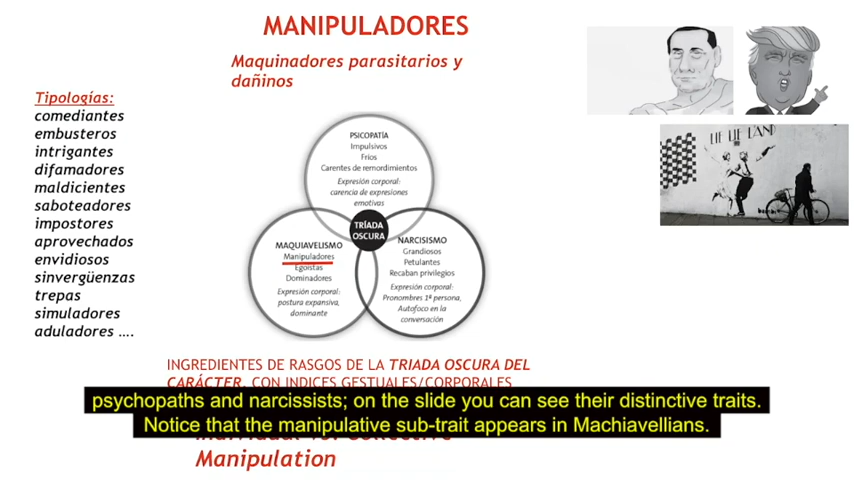 MANIPULADORES
Maquinadores parasitarios y
dañinos
Tipologías:
comediantes
embusteros
intrigantes
difamadores
maldicientes
saboteadores
impostores
aprovechados
envidiosos
sinvergüenzas
trepas
simuladores
aduladores ….
PSICOPATÍA
Impulsivos
Fríos
Carentes de remordimientos
Expresión corporal:
carencia de expresiones
emotivas
TRÍADA
OSCURA
MAQUIAVELISMO
Manipuladores
Egoístas
Dominadores
Expresión corporal:
postura expansiva,
dominante
NARCISISMO
Grandiosos
Petulantes
Recaban privilegios
Expresión corporal:
Pronombres 1ª persona,
Autofoco en la
conversación
LIE LIE LAND
INGREDIENTES DE RASGOS DE LA TRIADA OSCURA DEL
CARÁCTER, CON INDICES GESTUALES/CORPORALES
psychopaths and narcissists; on the slide you can see their distinctive traits.
Notice that the manipulative sub-trait appears in Machiavellians.
Manipulation